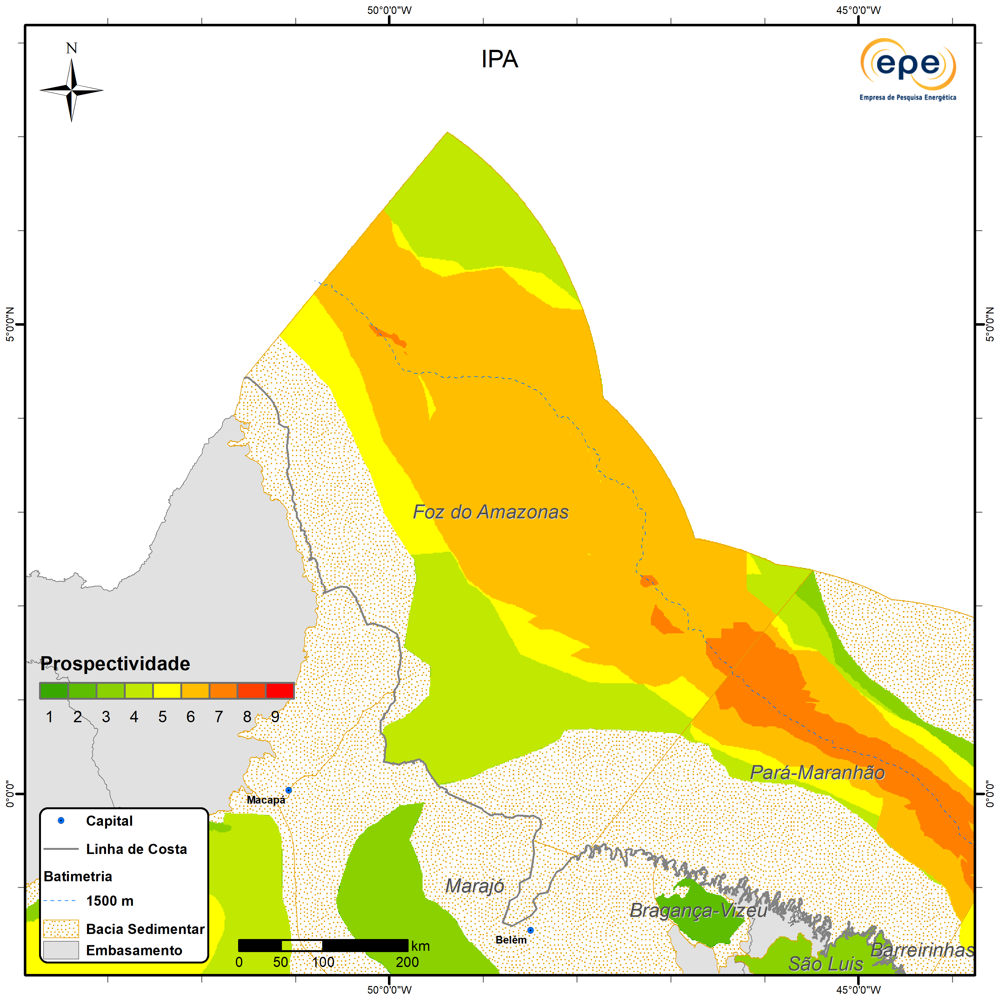 50°0'0"W
45°0'0"W
N
IPA
epe
Empresa de Pesquisa Energética
5°0'0"N
5°0'0"N
Foz do Amazonas
Prospectividade
1 2 3 4 5 6 7 8 9
Pará-Maranhão
0°0'0"
0°0'0"
Macapá
Capital
Linha de Costa
Batimetria
1500 m
Bacia Sedimentar
Embasamento
Marajó
Bragança-Vizeu
Belém
km
0 50 100 200
Barreirinhas
São Luis
50°0'0"W
45°0'0"W